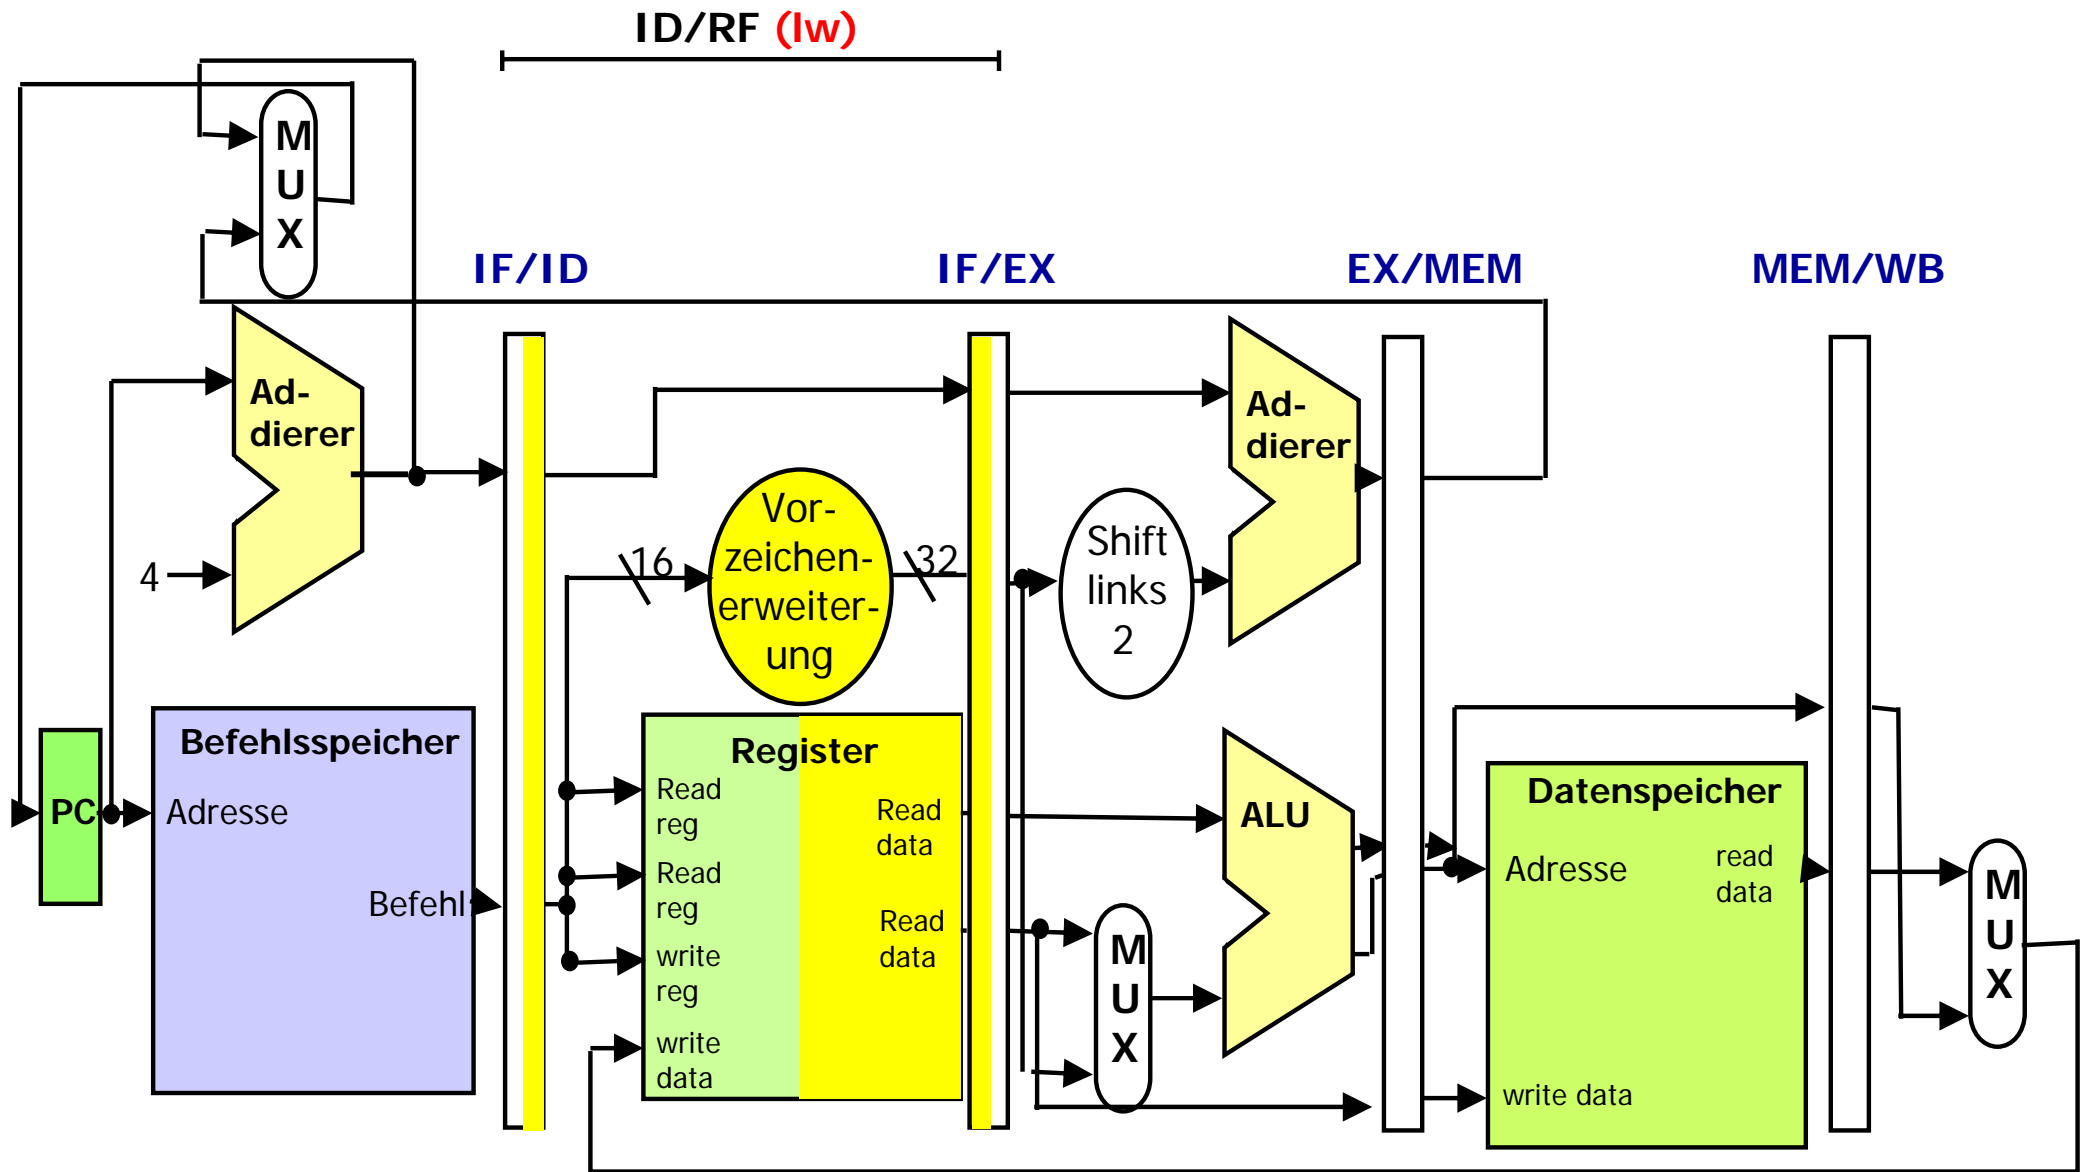 ID/RF (lw)
M
U
X
IF/ID
IF/EX
EX/MEM
MEM/WB
Ad-
dierer
4
16
Vor-
zeichen-
erweiter-
ung
32
Shift
links
2
Ad-
dierer
PC
Befehlsspeicher
Adresse
Befehl
Register
Read
reg
Read
reg
write
reg
write
data
Read
data
Read
data
M
U
X
ALU
Datenspeicher
Adresse
read
data
write data
M
U
X